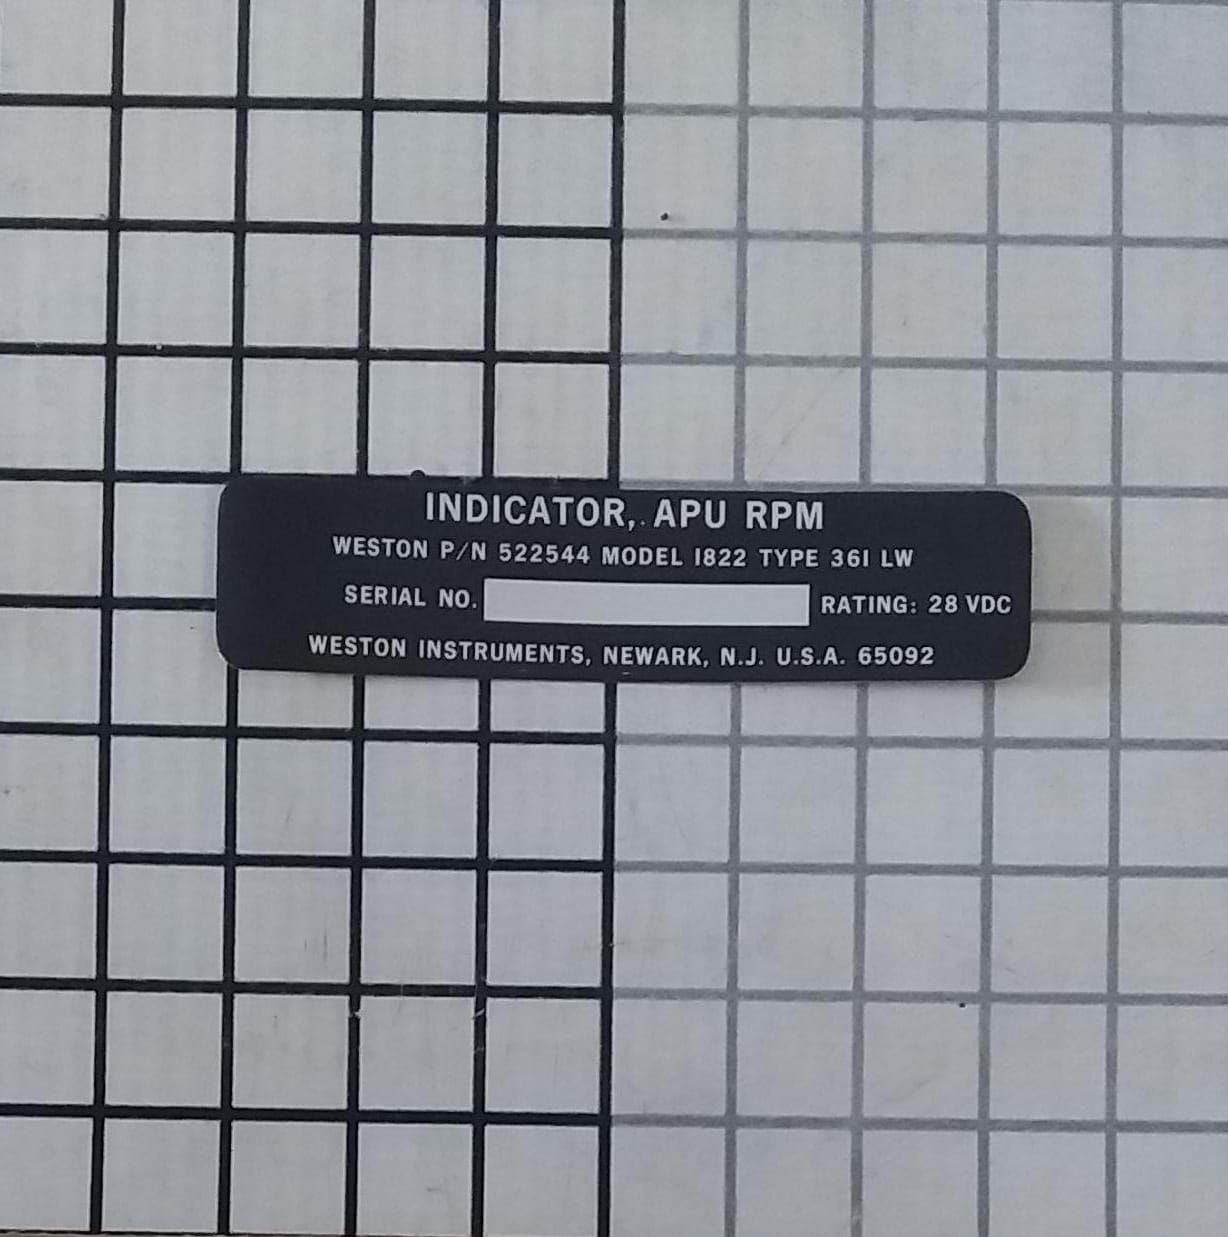 INDICATOR, APU RPM
WESTON P/N 522544 MODEL 1822 TYPE 361 LW
SERIAL NO. RATING: 28 VDC
WESTON INSTRUMENTS, NEWARK, N.J. U.S.A. 65092